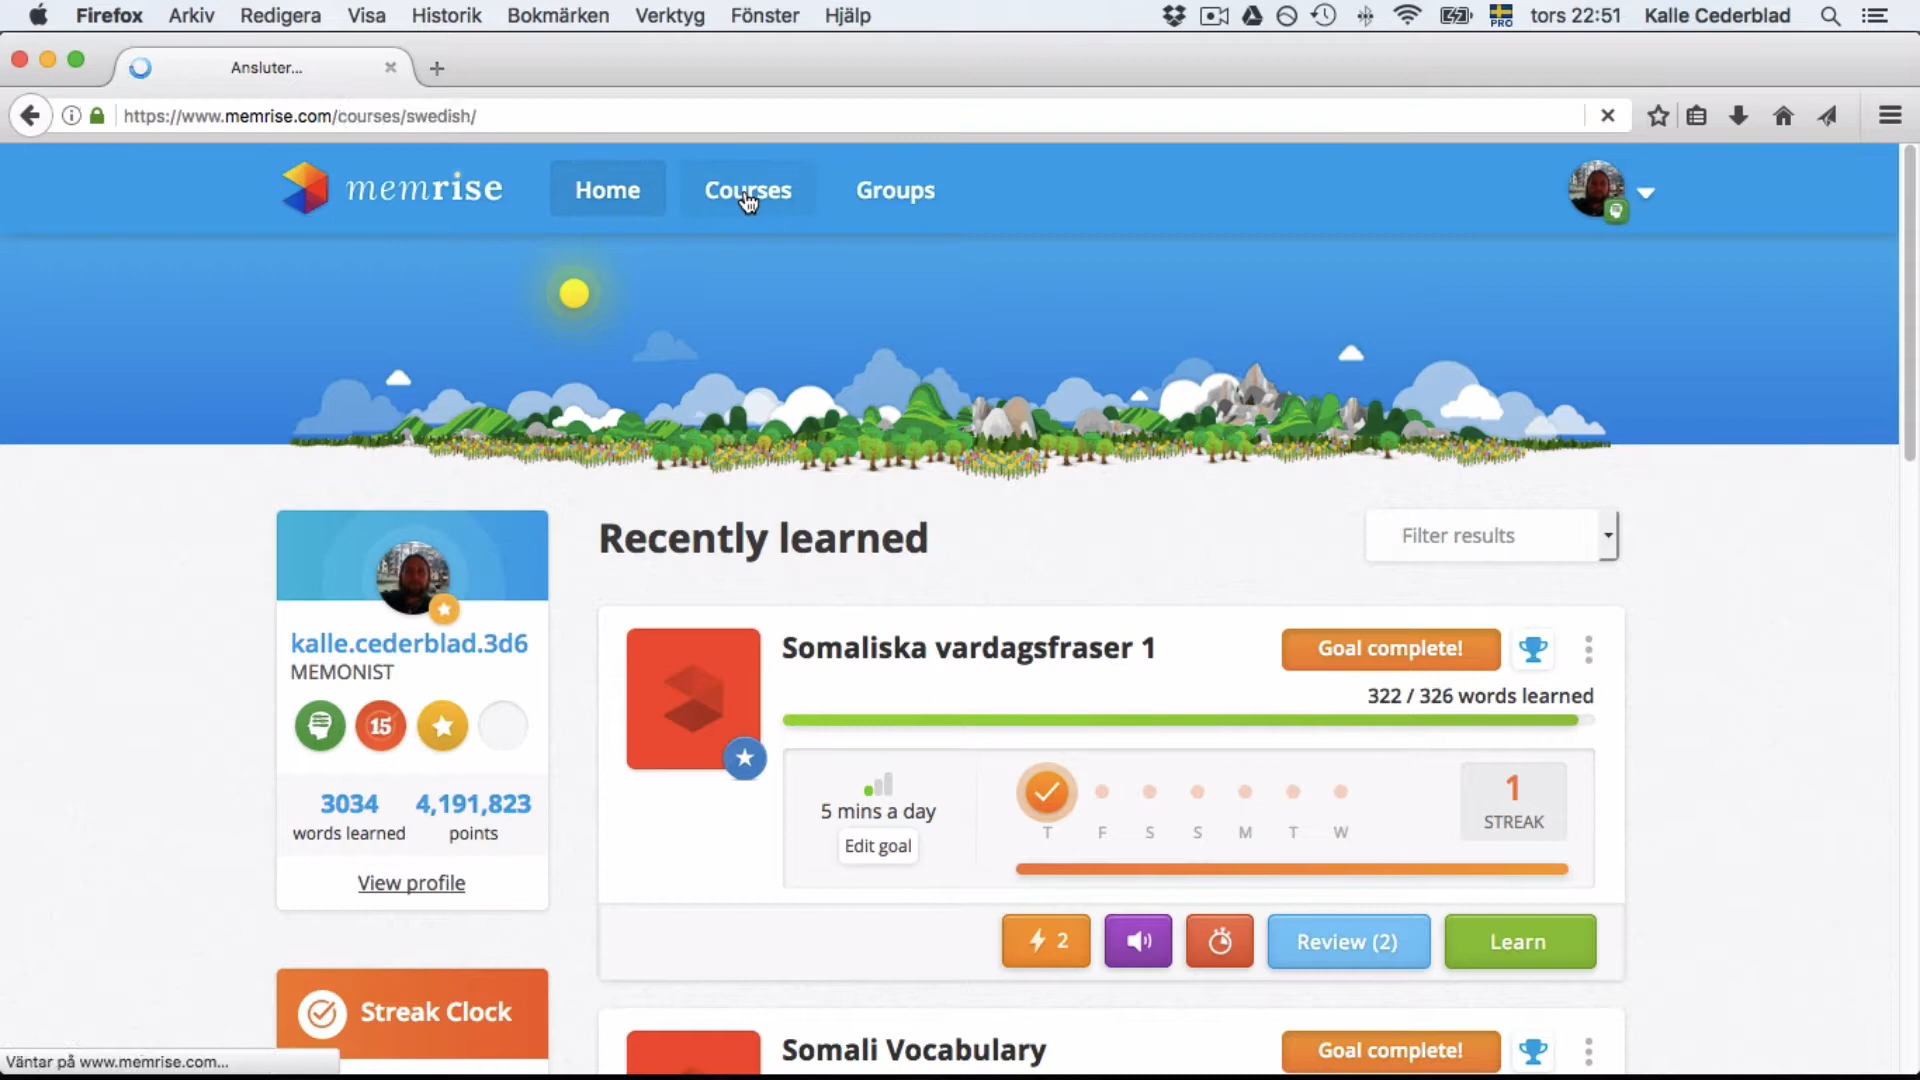 Firefox Arkiv Redigera Visa Historik Bokmärken Verktyg Fönster Hjälp PRO tors 22:51 Kalle Cederblad
Ansluter...
https://www.memrise.com/courses/swedish/
memrise Home Courses Groups
Recently learned
Filter results
kalle.cederblad.3d6
MEMONIST
15
3034 4,191,823
words learned points
View profile
Streak Clock
Somaliska vardagsfraser 1 Goal complete!
322 / 326 words learned
5 mins a day
Edit goal
T F S S M T W
1
STREAK
2 Review (2) Learn
Somali Vocabulary Goal complete!
Väntar på www.memrise.com...